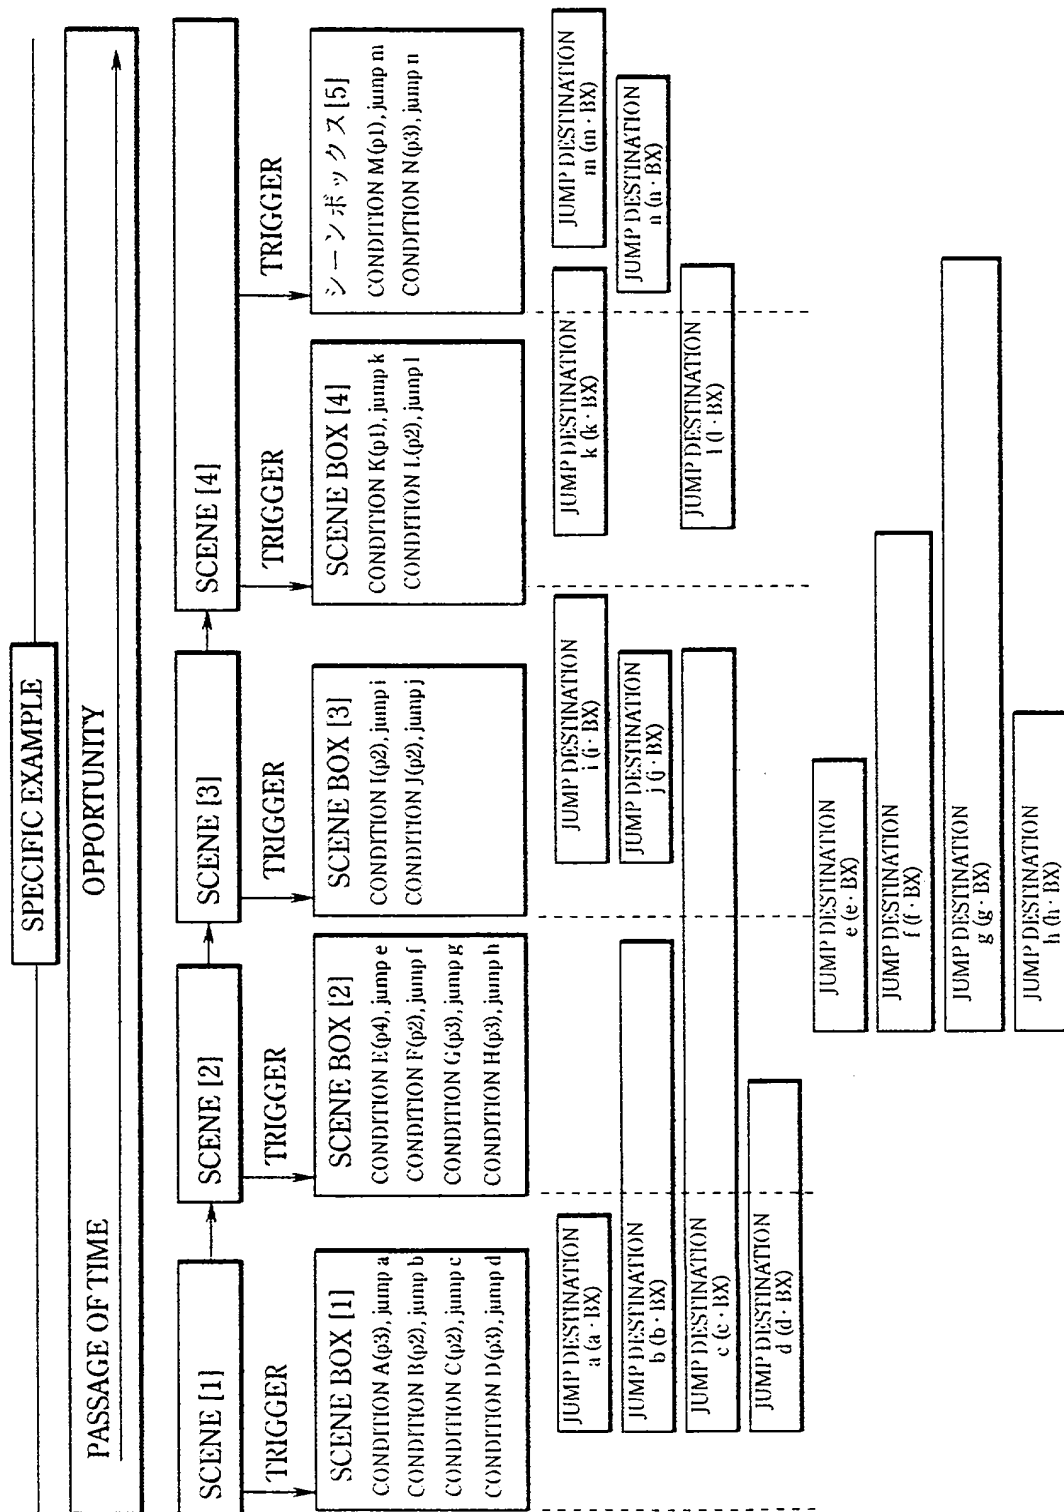 SPECIFIC EXAMPLE
OPPORTUNITY
PASSAGE OF TIME
SCENE [1]
SCENE [2]
SCENE [3]
SCENE [4]
TRIGGER
TRIGGER
TRIGGER
TRIGGER
TRIGGER
SCENE BOX [1]
CONDITION A(p3), jump a
CONDITION B(p2), jump b
CONDITION C(p2), jump c
CONDITION D(p3), jump d
SCENE BOX [2]
CONDITION E(p4), jump e
CONDITION F(p2), jump f
CONDITION G(p3), jump g
CONDITION H(p3), jump h
SCENE BOX [3]
CONDITION I(p2), jump i
CONDITION J(p2), jump j
SCENE BOX [4]
CONDITION K(p1), jump k
CONDITION L(p2), jump l
シーンボックス [5]
CONDITION M(p1), jump m
CONDITION N(p3), jump n
JUMP DESTINATION
a (a · BX)
JUMP DESTINATION
b (b · BX)
JUMP DESTINATION
c (c · BX)
JUMP DESTINATION
d (d · BX)
JUMP DESTINATION
e (e · BX)
JUMP DESTINATION
f (f · BX)
JUMP DESTINATION
g (g · BX)
JUMP DESTINATION
h (h · BX)
JUMP DESTINATION
i (i · BX)
JUMP DESTINATION
j (j · BX)
JUMP DESTINATION
k (k · BX)
JUMP DESTINATION
l (l · BX)
JUMP DESTINATION
m (m · BX)
JUMP DESTINATION
n (n · BX)